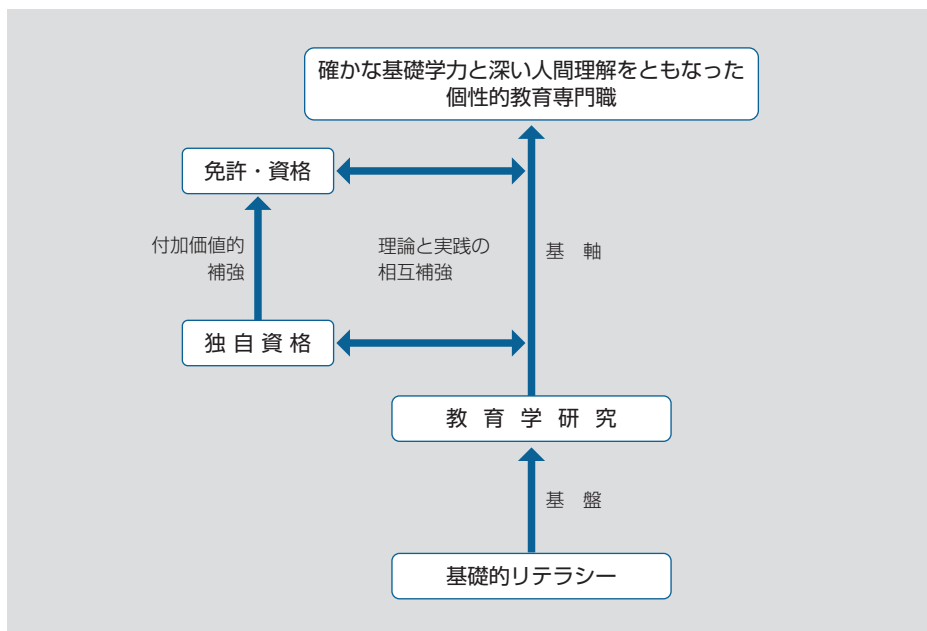 確かな基礎学力と深い人間理解をともなった
個性的教育専門職
免許・資格
付加価値的
補強
理論と実践の
相互補強
基 軸
独 自 資 格
教 育 学 研 究
基 盤
基礎的リテラシー